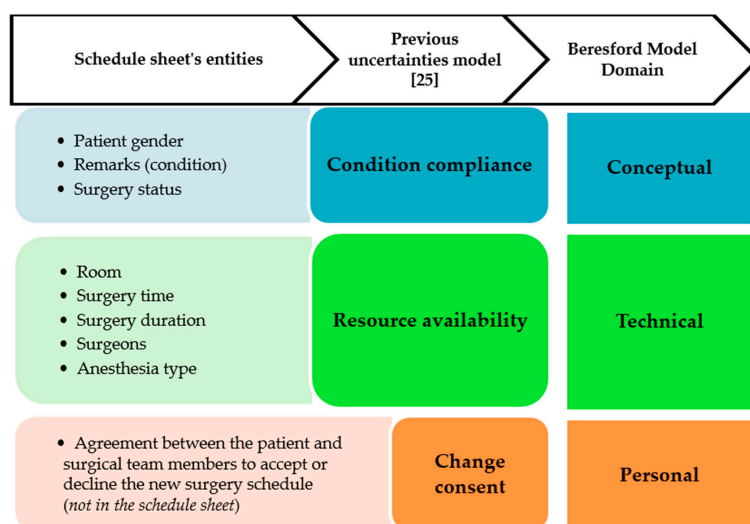 Schedule sheet's entities
Previous
uncertainties model
[25]
Beresford Model
Domain
• Patient gender
• Remarks (condition)
• Surgery status
Condition compliance
Conceptual
• Room
• Surgery time
• Surgery duration
• Surgeons
• Anesthesia type
Resource availability
Technical
• Agreement between the patient and
surgical team members to accept or
decline the new surgery schedule
(not in the schedule sheet)
Change
consent
Personal